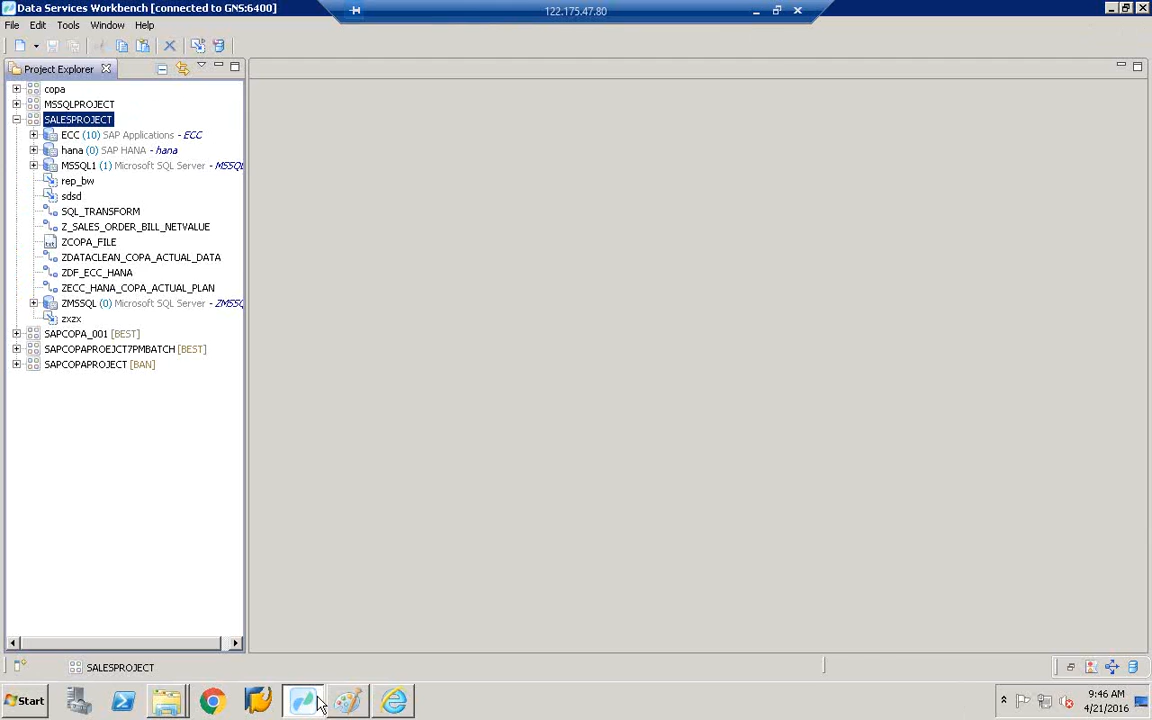 Data Services Workbench [connected to GNS:6400]
122.175.47.80
File Edit Tools Window Help
Project Explorer
copa
MSSQLPROJECT
SALESPROJECT
ECC (10) SAP Applications - ECC
hana (0) SAP HANA - hana
MSSQL1 (1) Microsoft SQL Server - MSSQL
rep_bw
sdsd
SQL_TRANSFORM
Z_SALES_ORDER_BILL_NETVALUE
txt ZCOPA_FILE
ZDATACLEAN_COPA_ACTUAL_DATA
ZDF_ECC_HANA
ZECC_HANA_COPA_ACTUAL_PLAN
ZMSSQL (0) Microsoft SQL Server - ZMSSQ
zxzx
SAPCOPA_001 [BEST]
SAPCOPAPROEJCT7PMBATCH [BEST]
SAPCOPAPROJECT [BAN]
SALESPROJECT
Start
9:46 AM
4/21/2016